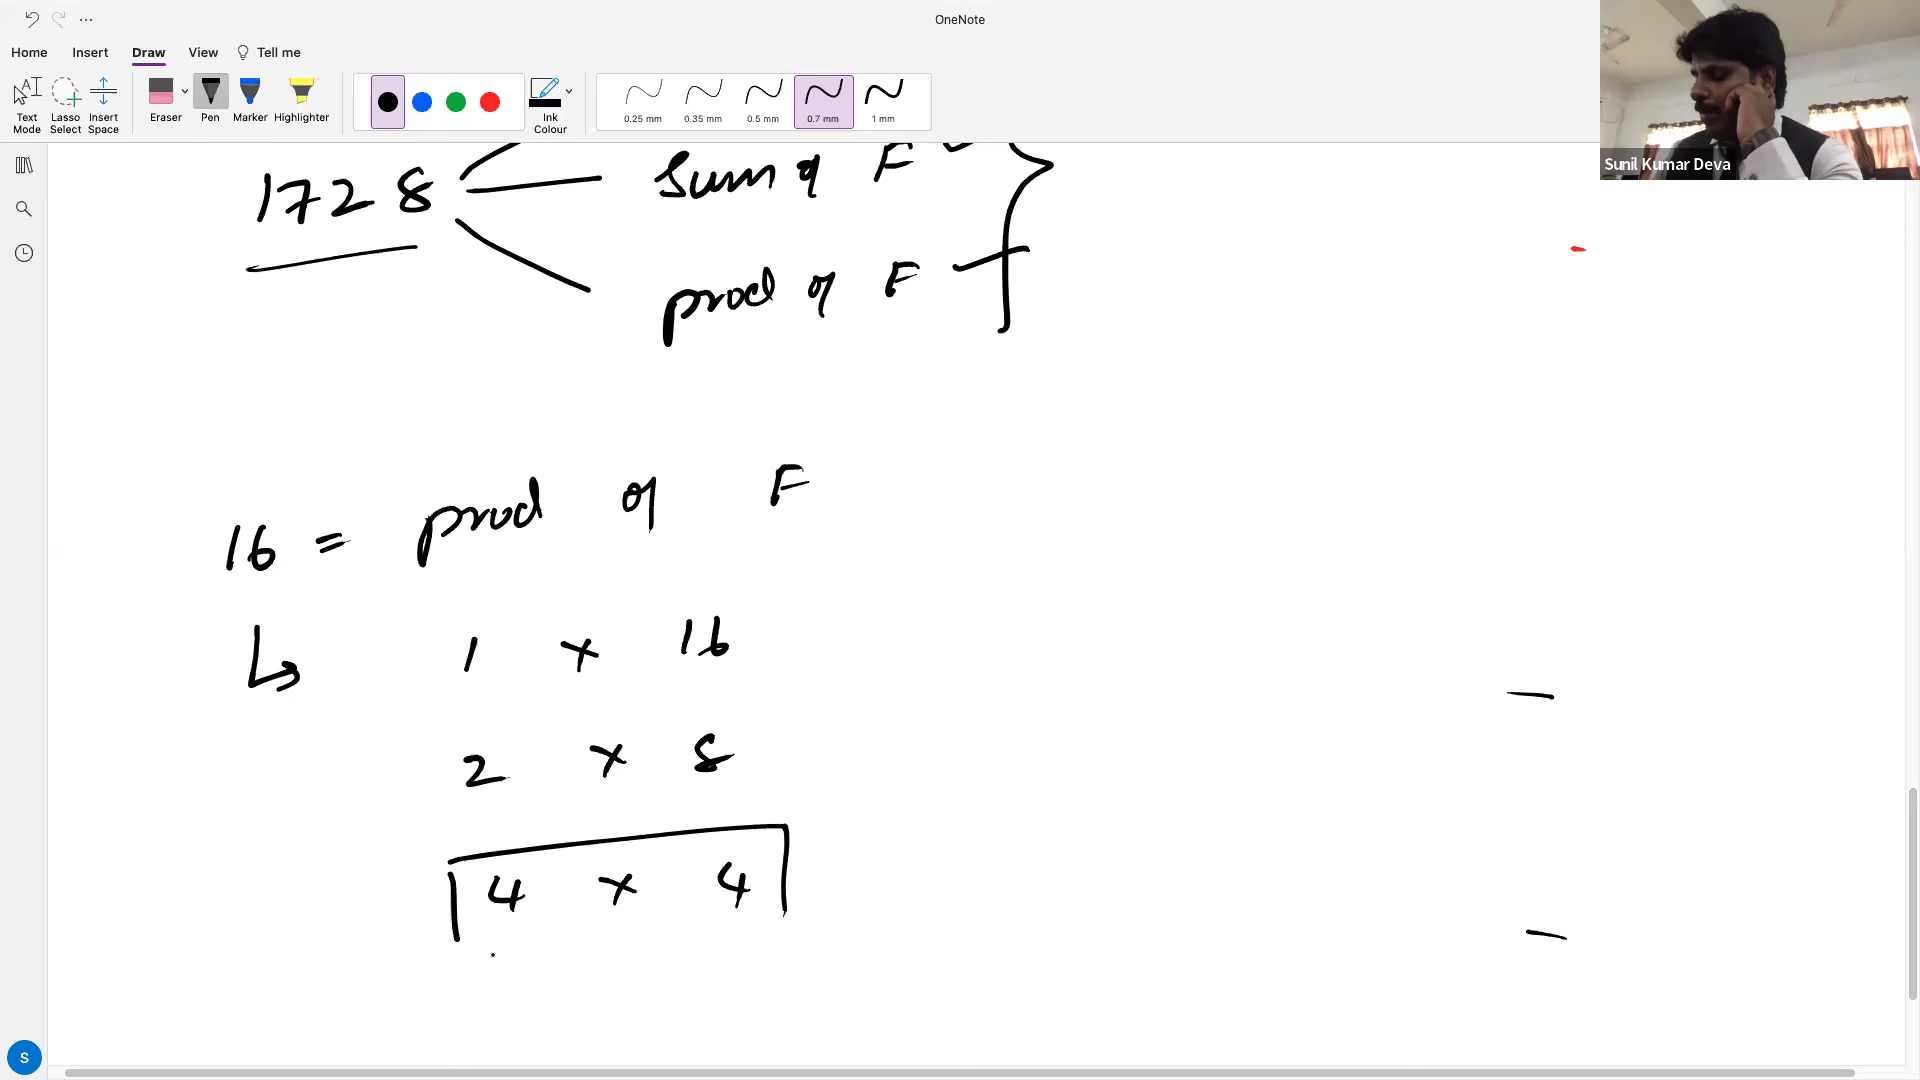 OneNote
Home Insert Draw View Tell me
Text Mode Lasso Select Insert Space Eraser Pen Marker Highlighter Ink Colour 0.25 mm 0.35 mm 0.5 mm 0.7 mm 1 mm
Sunil Kumar Deva
1728 Sum of F
prod of F
16 = prod of F
1 x 16
2 x 8
4 x 4
S